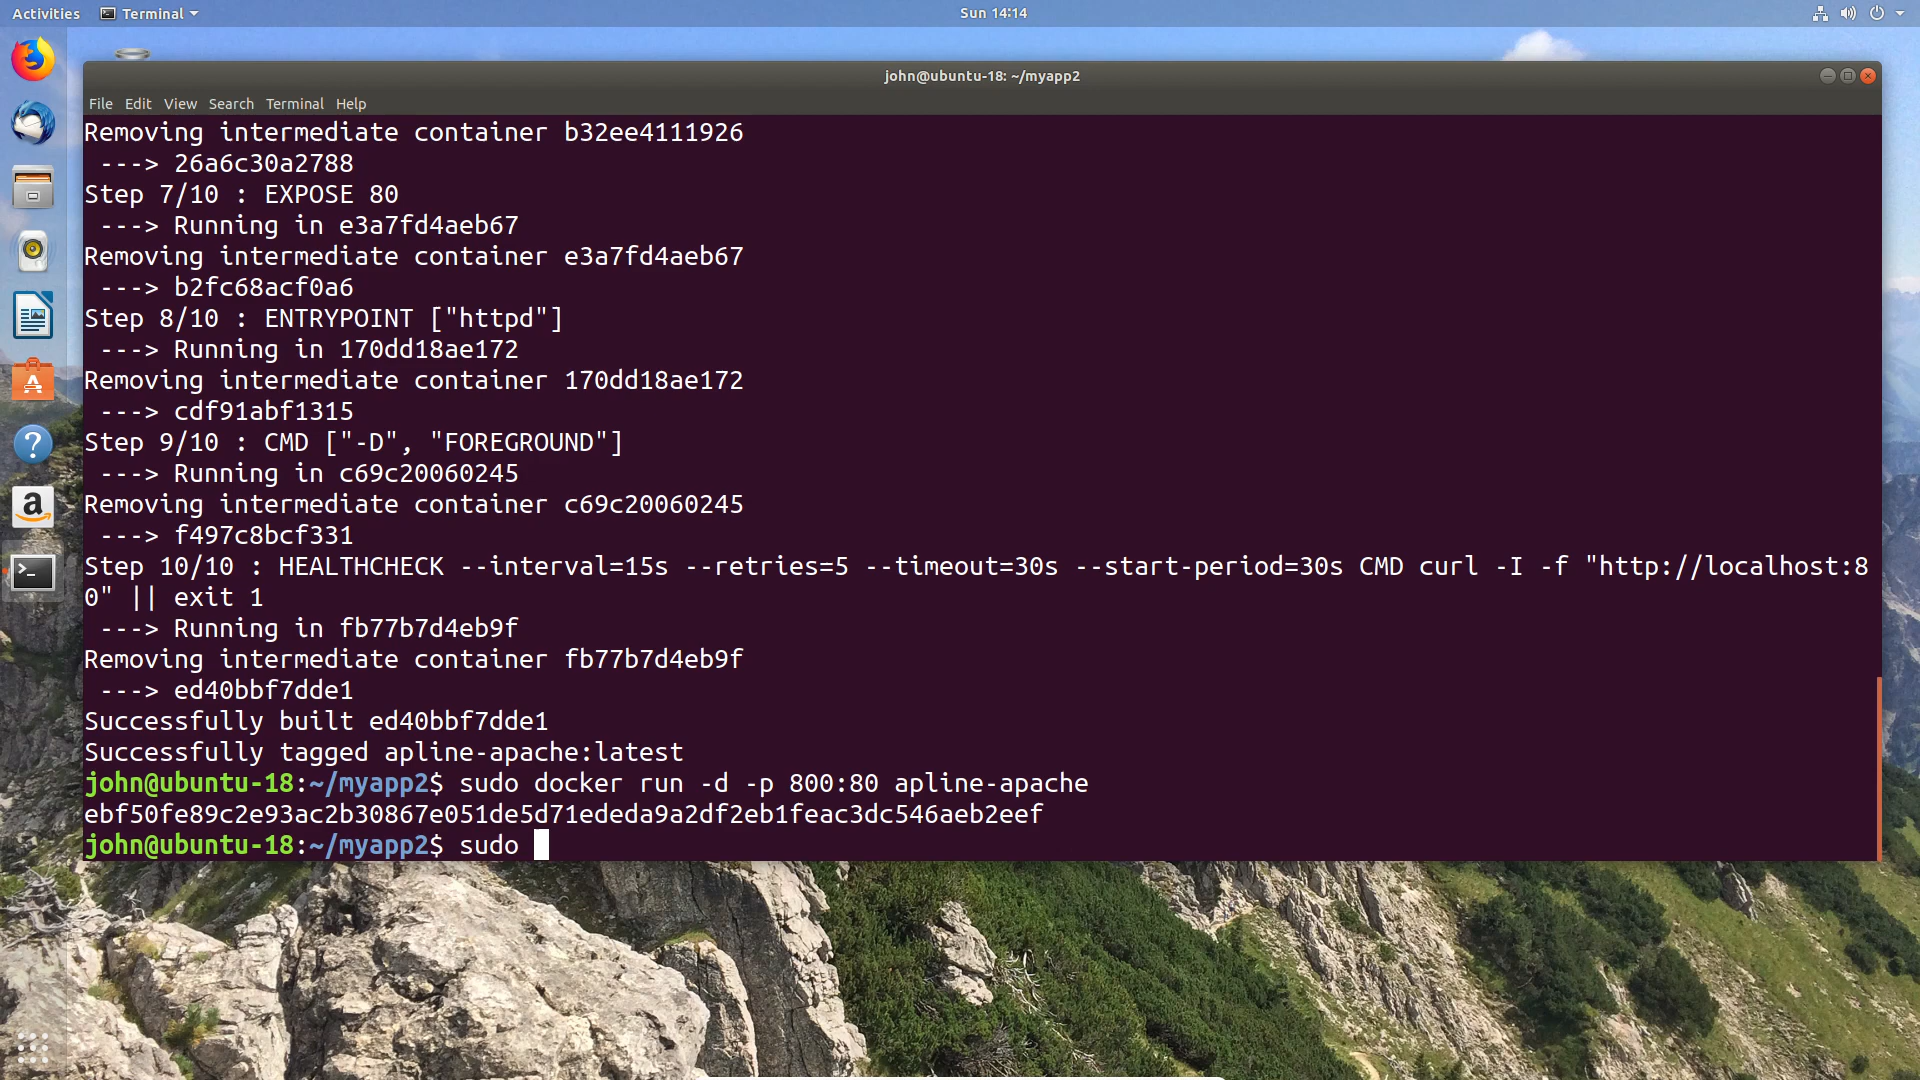 Activities Terminal Sun 14:14
john@ubuntu-18: ~/myapp2
File Edit View Search Terminal Help
Removing intermediate container b32ee4111926
---> 26a6c30a2788
Step 7/10 : EXPOSE 80
---> Running in e3a7fd4aeb67
Removing intermediate container e3a7fd4aeb67
---> b2fc68acf0a6
Step 8/10 : ENTRYPOINT ["httpd"]
---> Running in 170dd18ae172
Removing intermediate container 170dd18ae172
---> cdf91abf1315
Step 9/10 : CMD ["-D", "FOREGROUND"]
---> Running in c69c20060245
Removing intermediate container c69c20060245
---> f497c8bcf331
Step 10/10 : HEALTHCHECK --interval=15s --retries=5 --timeout=30s --start-period=30s CMD curl -I -f "http://localhost:8
0" || exit 1
---> Running in fb77b7d4eb9f
Removing intermediate container fb77b7d4eb9f
---> ed40bbf7dde1
Successfully built ed40bbf7dde1
Successfully tagged apline-apache:latest
john@ubuntu-18:~/myapp2$ sudo docker run -d -p 800:80 apline-apache
ebf50fe89c2e93ac2b30867e051de5d71ededa9a2df2eb1feac3dc546aeb2eef
john@ubuntu-18:~/myapp2$ sudo